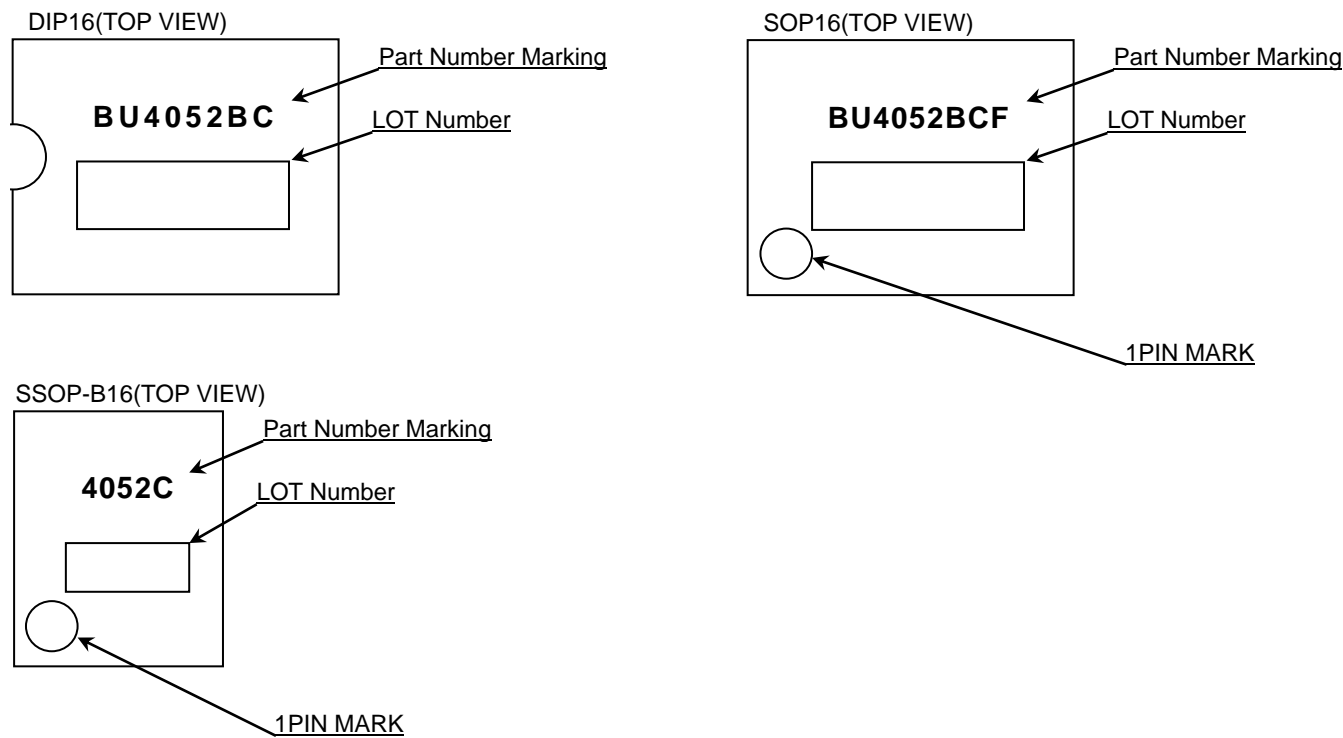 DIP16(TOP VIEW)
Part Number Marking
BU4052BC
LOT Number
SOP16(TOP VIEW)
Part Number Marking
BU4052BCF
LOT Number
1PIN MARK
SSOP-B16(TOP VIEW)
Part Number Marking
4052C
LOT Number
1PIN MARK